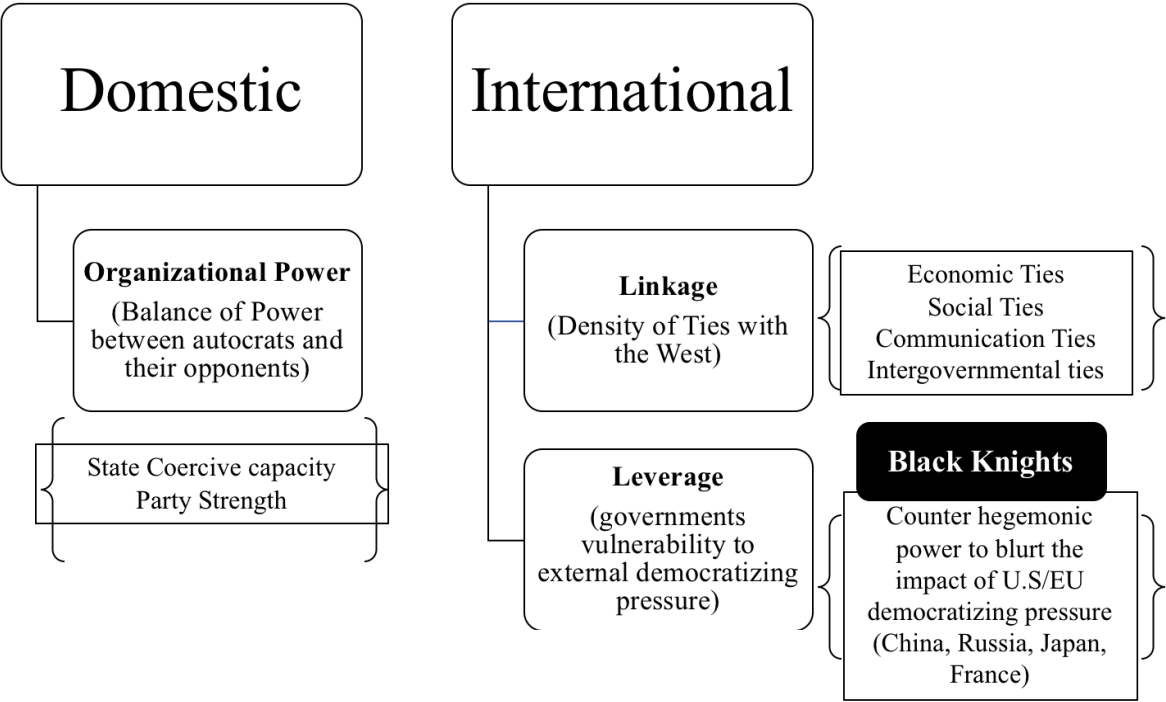 Domestic
Organizational Power
(Balance of Power
between autocrats and
their opponents)
State Coercive capacity
Party Strength
International
Linkage
(Density of Ties with
the West)
Economic Ties
Social Ties
Communication Ties
Intergovernmental ties
Leverage
(governments
vulnerability to
external democratizing
pressure)
Black Knights
Counter hegemonic
power to blurt the
impact of U.S/EU
democratizing pressure
(China, Russia, Japan,
France)